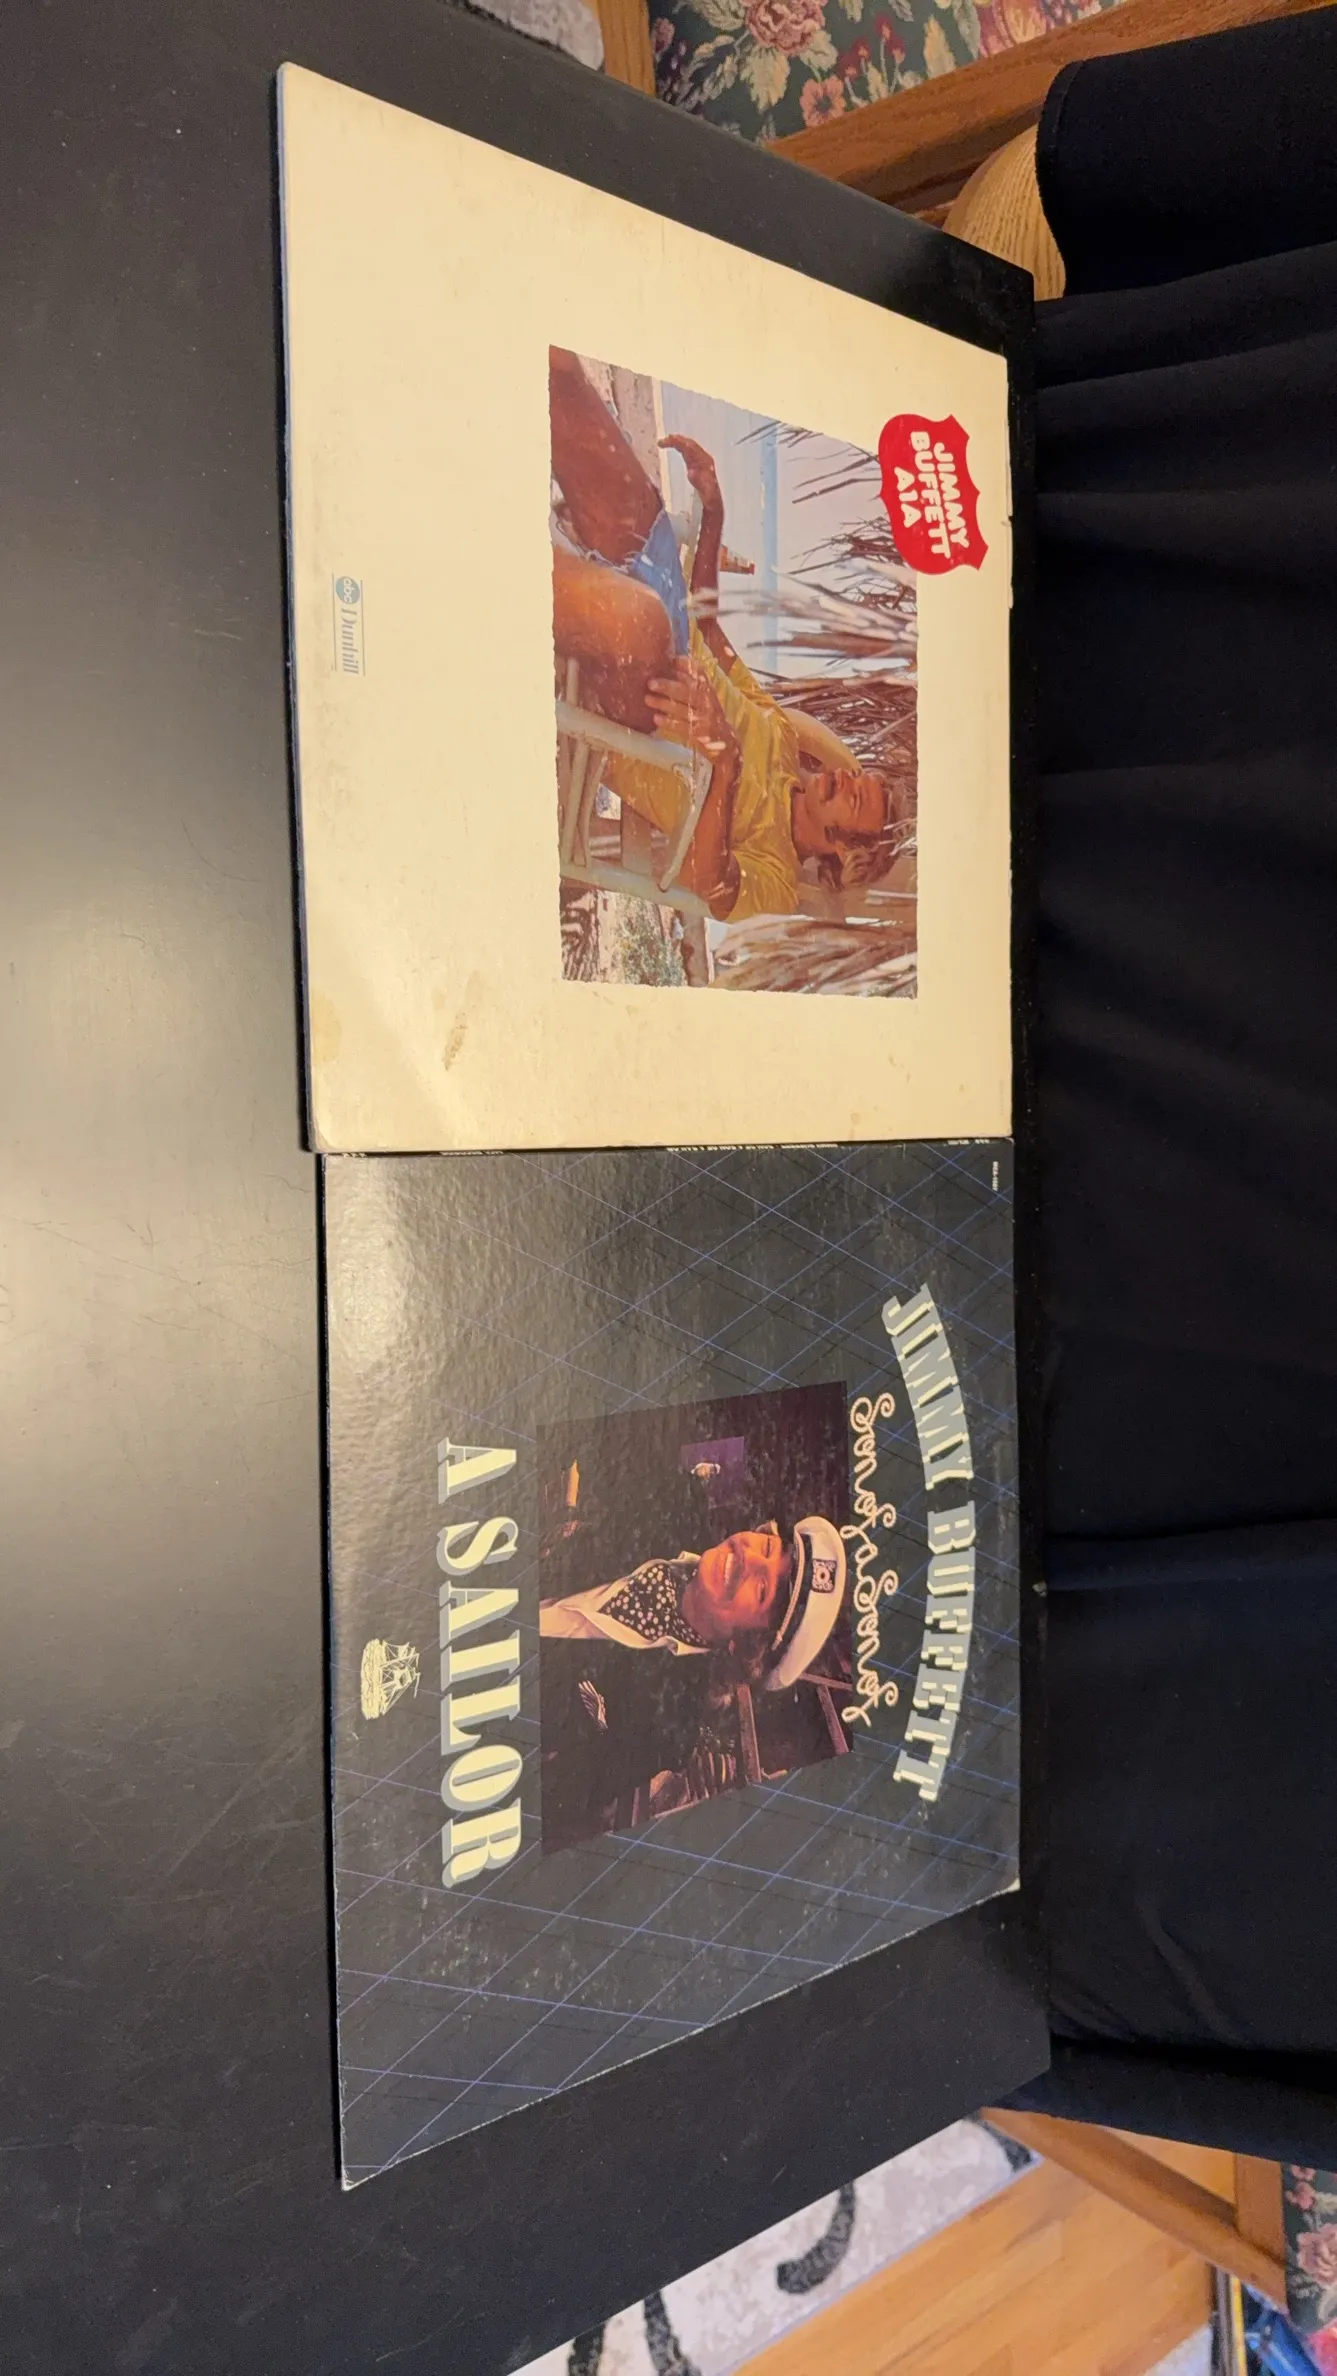 JIMMY
BUFFETT
A1A
abc Dunhill
JIMMY BUFFETT
Son of a Son of
A SAILOR